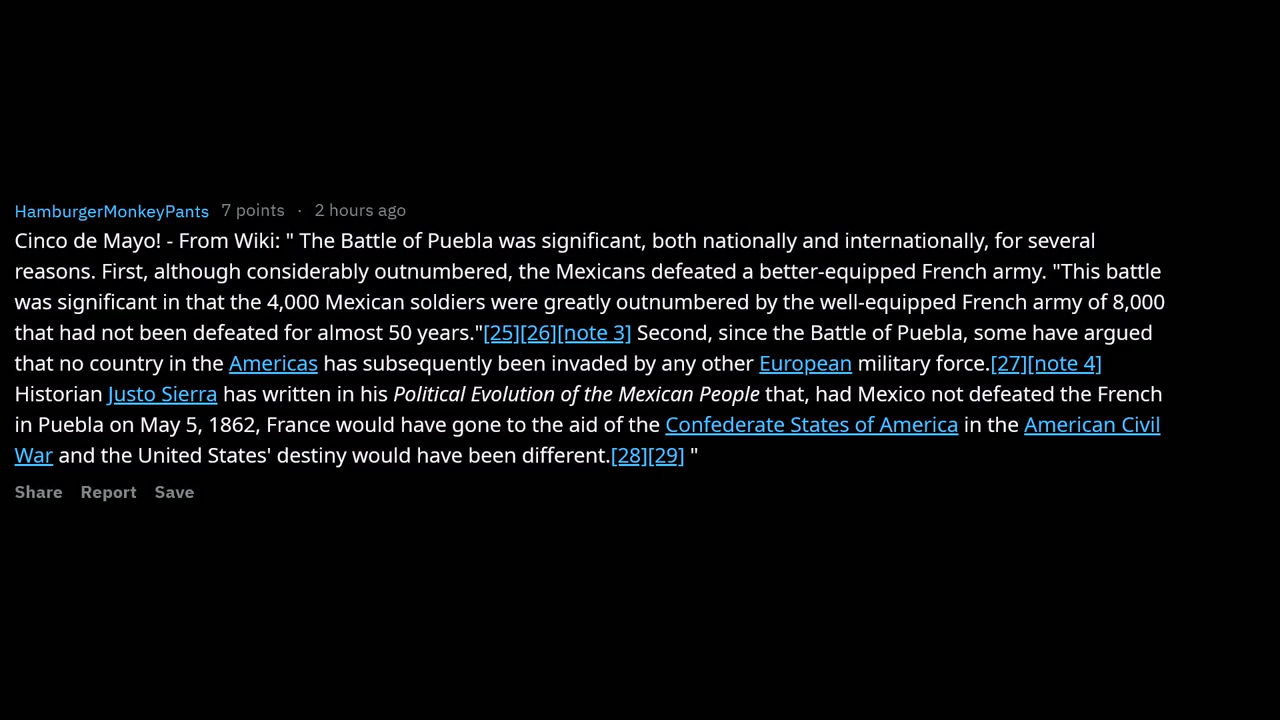 HamburgerMonkeyPants 7 points · 2 hours ago
Cinco de Mayo! - From Wiki: " The Battle of Puebla was significant, both nationally and internationally, for several
reasons. First, although considerably outnumbered, the Mexicans defeated a better-equipped French army. "This battle
was significant in that the 4,000 Mexican soldiers were greatly outnumbered by the well-equipped French army of 8,000
that had not been defeated for almost 50 years."[25][26][note 3] Second, since the Battle of Puebla, some have argued
that no country in the Americas has subsequently been invaded by any other European military force.[27][note 4]
Historian Justo Sierra has written in his Political Evolution of the Mexican People that, had Mexico not defeated the French
in Puebla on May 5, 1862, France would have gone to the aid of the Confederate States of America in the American Civil
War and the United States' destiny would have been different.[28][29] "
Share Report Save